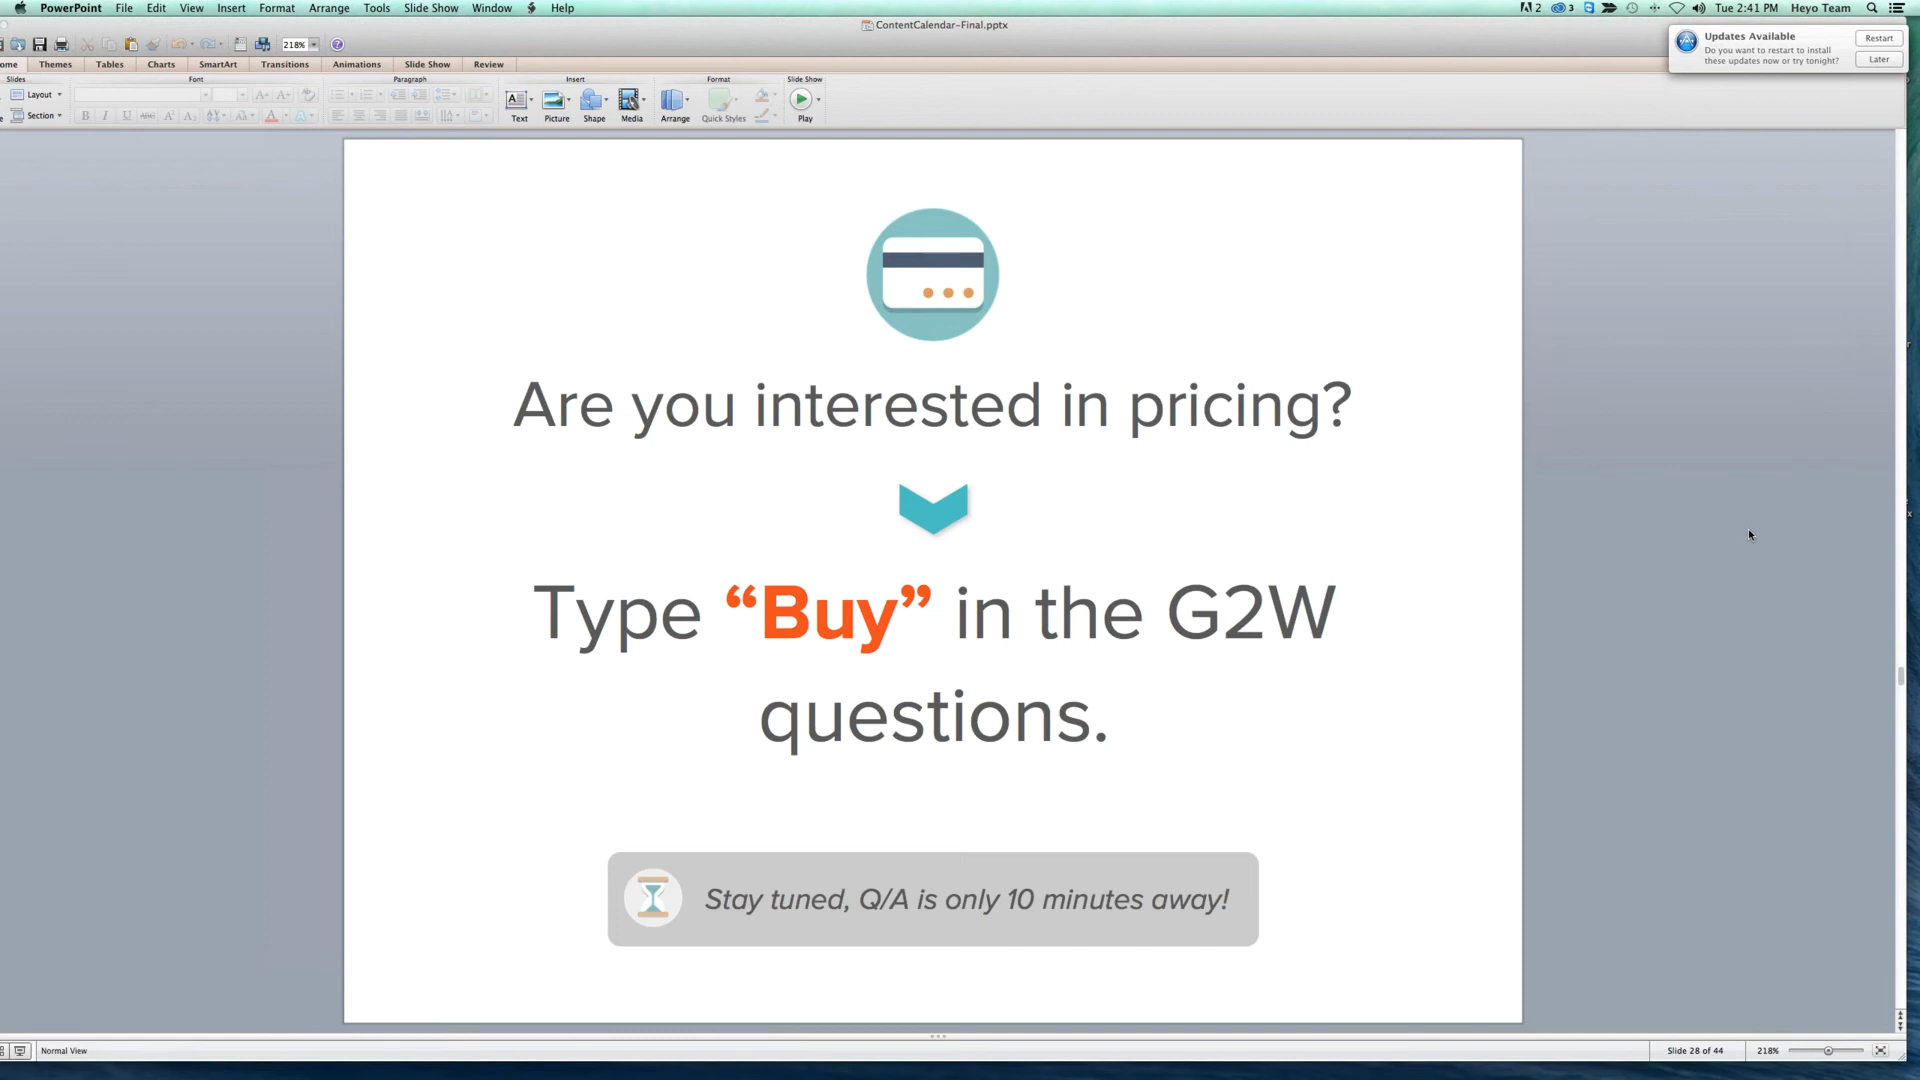 PowerPoint File Edit View Insert Format Arrange Tools Slide Show Window Help
2 3 Tue 2:41 PM Heyo Team
ContentCalendar-Final.pptx
Updates Available
Do you want to restart to install
these updates now or try tonight?
Restart
Later
218%
ome Themes Tables Charts SmartArt Transitions Animations Slide Show Review
Slides Font Paragraph Insert Format Slide Show
Layout
Section
B I U ABC
Text Picture Shape Media Arrange Quick Styles Play
Are you interested in pricing?
Type “Buy” in the G2W
questions.
Stay tuned, Q/A is only 10 minutes away!
Normal View
Slide 28 of 44
218%